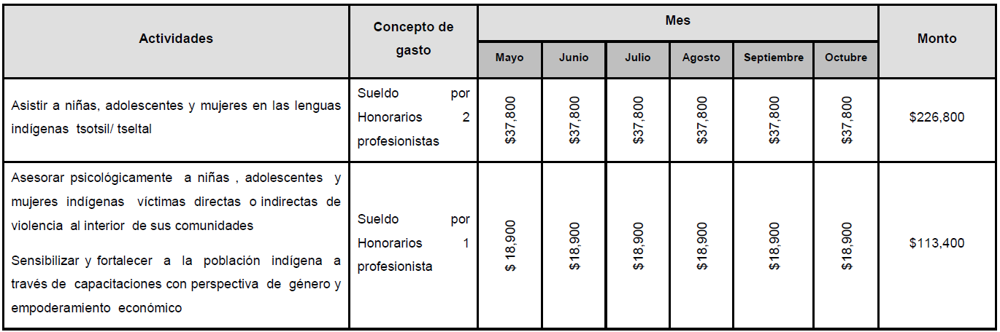 Actividades
Concepto de
gasto
Mes
Monto
Mayo
Junio
Julio
Agosto
Septiembre
Octubre
Asistir a niñas, adolescentes y mujeres en las lenguas
indígenas tsotsil/ tseltal
Sueldo por
Honorarios 2
profesionistas
$37,800
$37,800
$37,800
$37,800
$37,800
$37,800
$226,800
Asesorar psicológicamente a niñas , adolescentes y
mujeres indígenas víctimas directas o indirectas de
violencia al interior de sus comunidades
Sensibilizar y fortalecer a la población indígena a
través de capacitaciones con perspectiva de género y
empoderamiento económico
Sueldo por
Honorarios 1
profesionista
$ 18,900
$18,900
$18,900
$18,900
$18,900
$18,900
$113,400